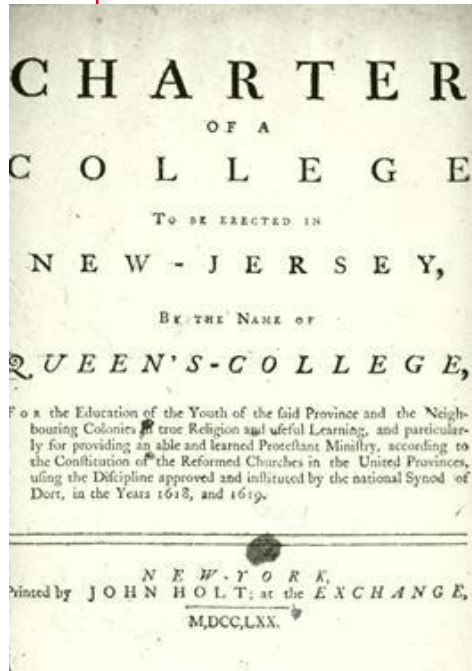 CHARTER
OF A
COLLEGE
TO BE ERECTED IN
NEW-JERSEY,
BY THE NAME OF
QUEEN'S-COLLEGE,
FOR the Education of the Youth of the ſaid Province and the Neigh-
bouring Colonies in true Religion and uſeful Learning, and particular-
ly for providing an able and learned Proteſtant Miniſtry, according to
the Conſtitution of the Reformed Churches in the United Provinces,
uſing the Diſcipline approved and inſtituted by the national Synod of
Dort, in the Years 1618, and 1619.
NEW-YORK,
Printed by JOHN HOLT; at the EXCHANGE,
M,DCC,LXX.